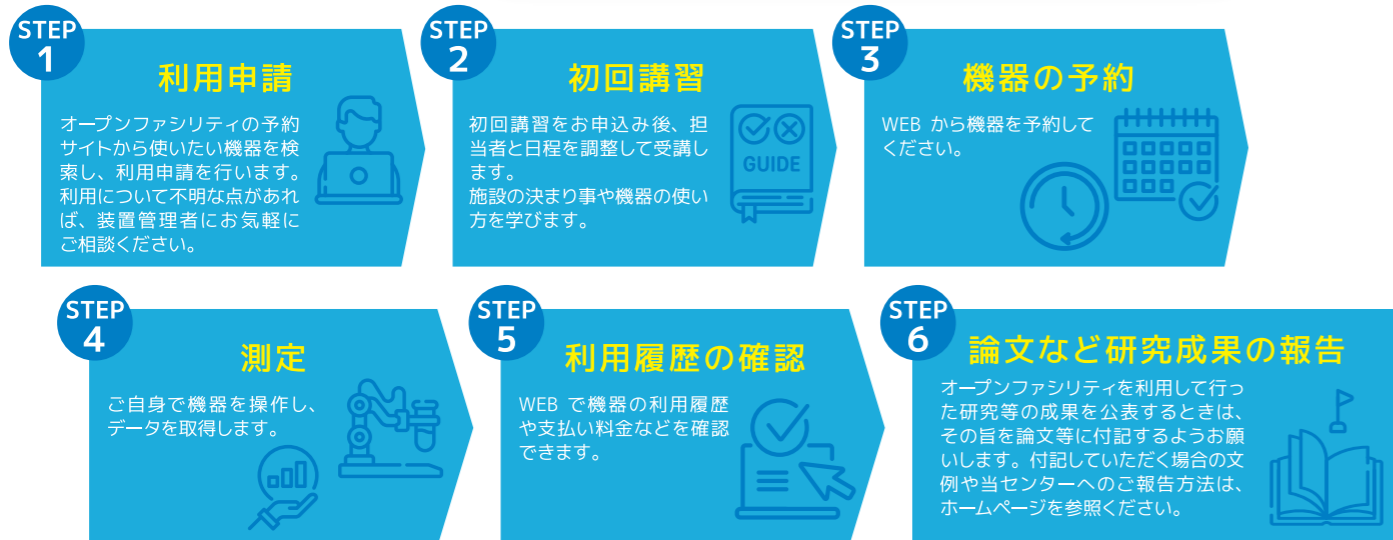 STEP
1
利用申請
オープンファシリティの予約
サイトから使いたい機器を検
索し、利用申請を行います。
利用について不明な点があれ
ば、装置管理者にお気軽に
ご相談ください。
STEP
2
初回講習
初回講習をお申込み後、担
当者と日程を調整して受講し
ます。
施設の決まり事や機器の使い
方を学びます。
GUIDE
STEP
3
機器の予約
WEB から機器を予約して
ください。
STEP
4
測定
ご自身で機器を操作し、
データを取得します。
STEP
5
利用履歴の確認
WEB で機器の利用履歴
や支払い料金などを確認
できます。
STEP
6
論文など研究成果の報告
オープンファシリティを利用して行っ
た研究等の成果を公表するときは、
その旨を論文等に付記するようお願
いします。付記していただく場合の文
例や当センターへのご報告方法は、
ホームページを参照ください。